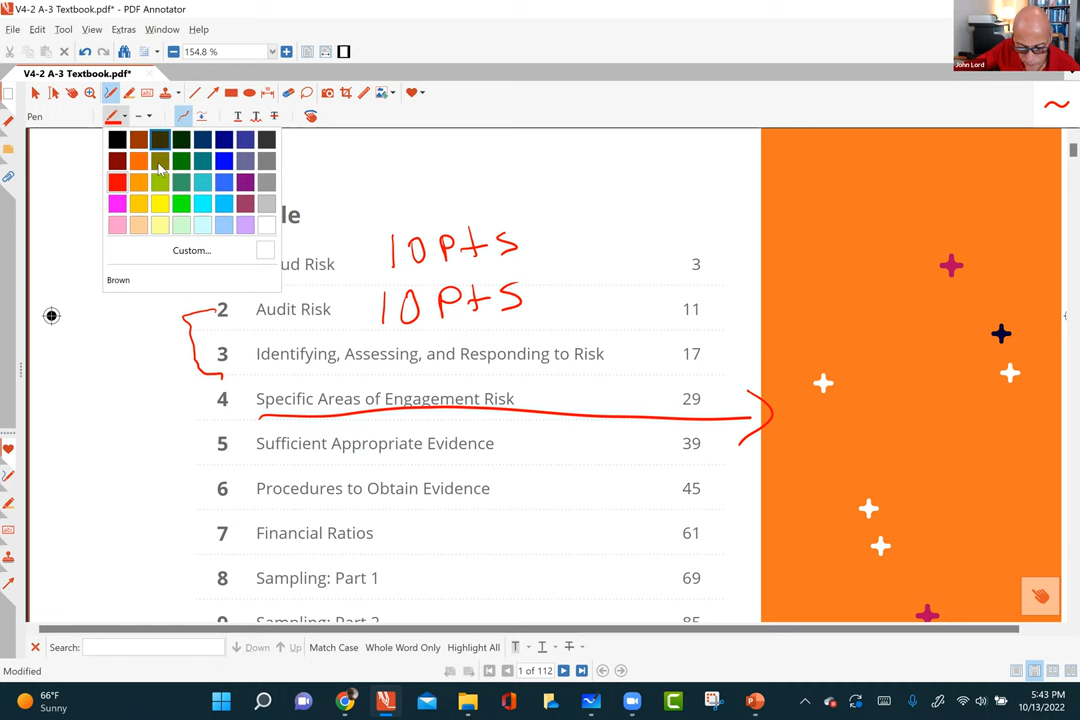 V4-2 A-3 Textbook.pdf* - PDF Annotator
File Edit Tool View Extras Window Help
154.8 %
V4-2 A-3 Textbook.pdf*
John Lord
Pen
Custom...
Brown
le
ud Risk 3
10 pts
2 Audit Risk 11
10 pts
3 Identifying, Assessing, and Responding to Risk 17
4 Specific Areas of Engagement Risk 29
5 Sufficient Appropriate Evidence 39
6 Procedures to Obtain Evidence 45
7 Financial Ratios 61
8 Sampling: Part 1 69
9 Sampling: Part 2 85
Search: Down Up Match Case Whole Word Only Highlight All
Modified 1 of 112
66°F
Sunny
5:43 PM
10/13/2022